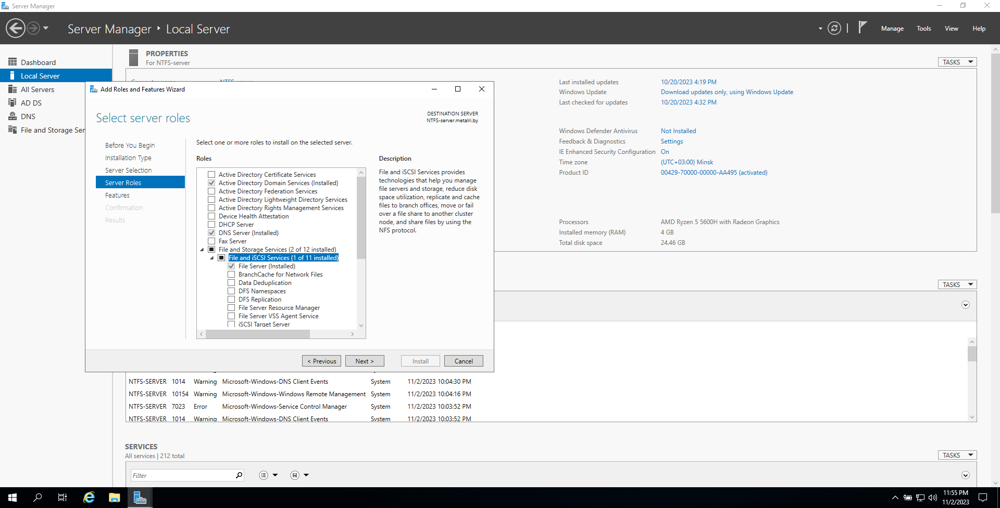 Server Manager
Server Manager ‣ Local Server
Manage Tools View Help
Dashboard
Local Server
All Servers
AD DS
DNS
File and Storage Ser
PROPERTIES
For NTFS-server
TASKS
Last installed updates 10/20/2023 4:19 PM
Windows Update Download updates only, using Windows Update
Last checked for updates 10/20/2023 4:32 PM
Windows Defender Antivirus Not Installed
Feedback & Diagnostics Settings
IE Enhanced Security Configuration On
Time zone (UTC+03:00) Minsk
Product ID 00429-70000-00000-AA495 (activated)
Processors AMD Ryzen 5 5600H with Radeon Graphics
Installed memory (RAM) 4 GB
Total disk space 24.46 GB
Add Roles and Features Wizard
Select server roles
DESTINATION SERVER
NTFS-server.metalri.by
Before You Begin
Installation Type
Server Selection
Server Roles
Features
Confirmation
Results
Select one or more roles to install on the selected server.
Roles
Active Directory Certificate Services
Active Directory Domain Services (Installed)
Active Directory Federation Services
Active Directory Lightweight Directory Services
Active Directory Rights Management Services
Device Health Attestation
DHCP Server
DNS Server (Installed)
Fax Server
File and Storage Services (2 of 12 installed)
File and iSCSI Services (1 of 11 installed)
File Server (Installed)
BranchCache for Network Files
Data Deduplication
DFS Namespaces
DFS Replication
File Server Resource Manager
File Server VSS Agent Service
iSCSI Target Server
Description
File and iSCSI Services provides
technologies that help you manage
file servers and storage, reduce disk
space utilization, replicate and cache
files to branch offices, move or fail
over a file share to another cluster
node, and share files by using the
NFS protocol.
< Previous Next > Install Cancel
TASKS
NTFS-SERVER 1014 Warning Microsoft-Windows-DNS Client Events System 11/2/2023 10:04:30 PM
NTFS-SERVER 10154 Warning Microsoft-Windows-Windows Remote Management System 11/2/2023 10:04:16 PM
NTFS-SERVER 7023 Error Microsoft-Windows-Service Control Manager System 11/2/2023 10:03:52 PM
NTFS-SERVER 1014 Warning Microsoft-Windows-DNS Client Events System 11/2/2023 10:03:52 PM
SERVICES
All services | 212 total
TASKS
Filter
11:55 PM
11/2/2023